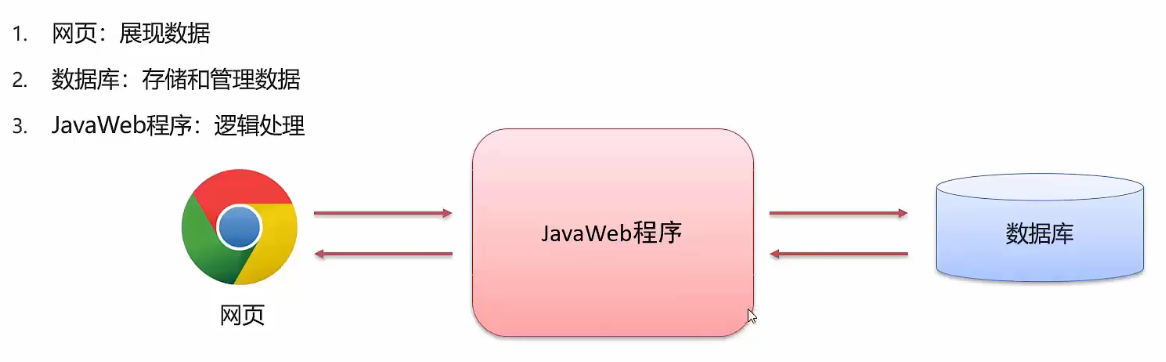 1. 网页：展现数据
2. 数据库：存储和管理数据
3. JavaWeb程序：逻辑处理
JavaWeb程序
数据库
网页